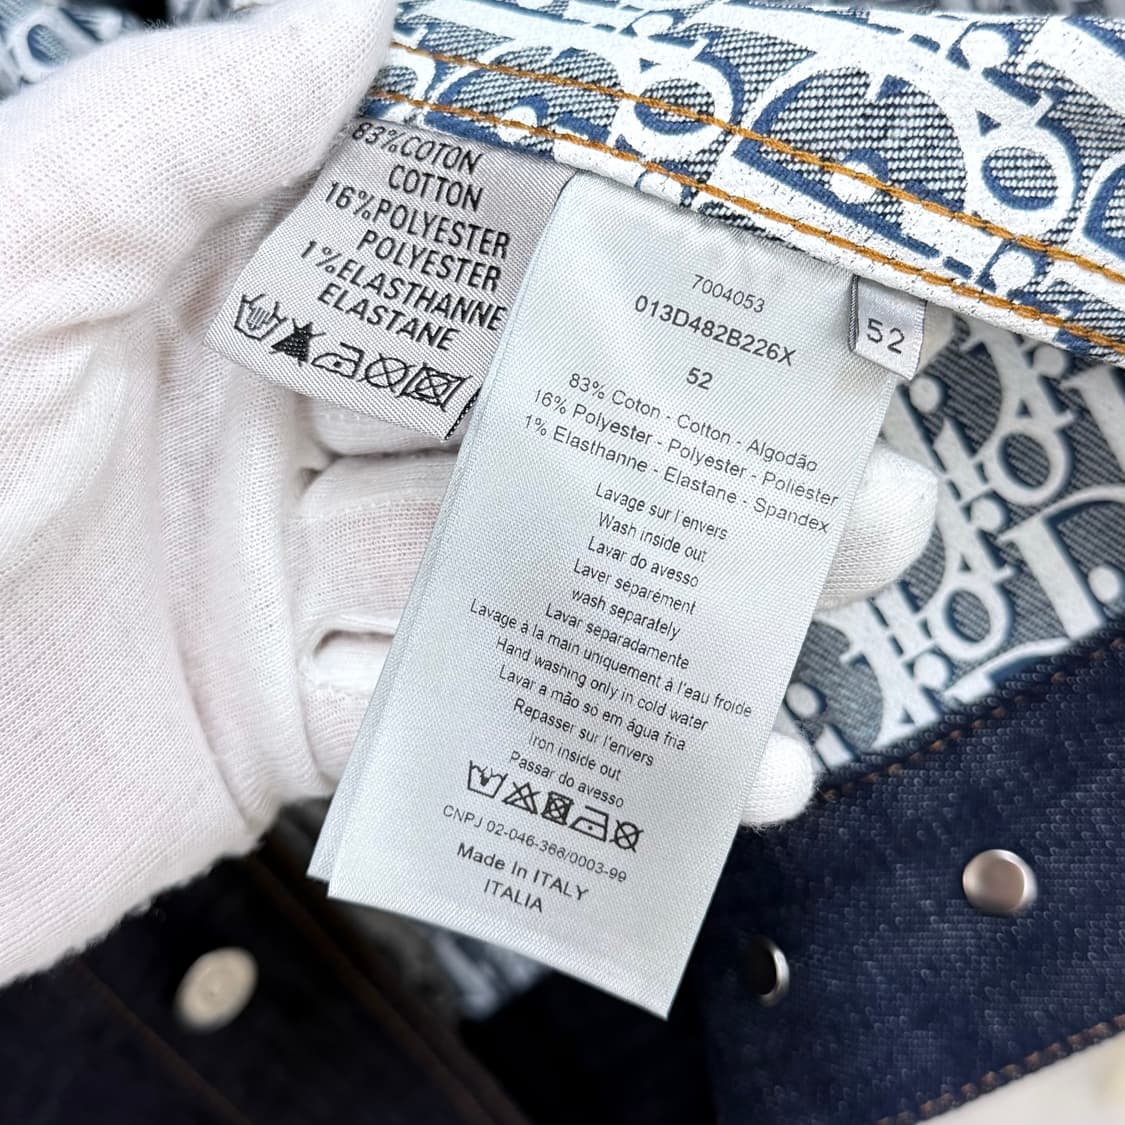 83%COTON
COTTON
16%POLYESTER
POLYESTER
1%ELASTHANNE
ELASTANE
7004053
013D482B226X
52
83% Coton - Cotton - Algodão
16% Polyester - Polyester - Poliéster
1% Elasthanne - Elastane - Spandex
Lavage sur l'envers
Wash inside out
Lavar do avesso
Laver séparément
wash separately
Lavar separadamente
Lavage à la main uniquement à l'eau froide
Hand washing only in cold water
Lavar a mão so em água fria
Repasser sur l'envers
Iron inside out
Passar do avesso
CNPJ 02-046-368/0003-99
Made In ITALY
ITALIA
52
Dior